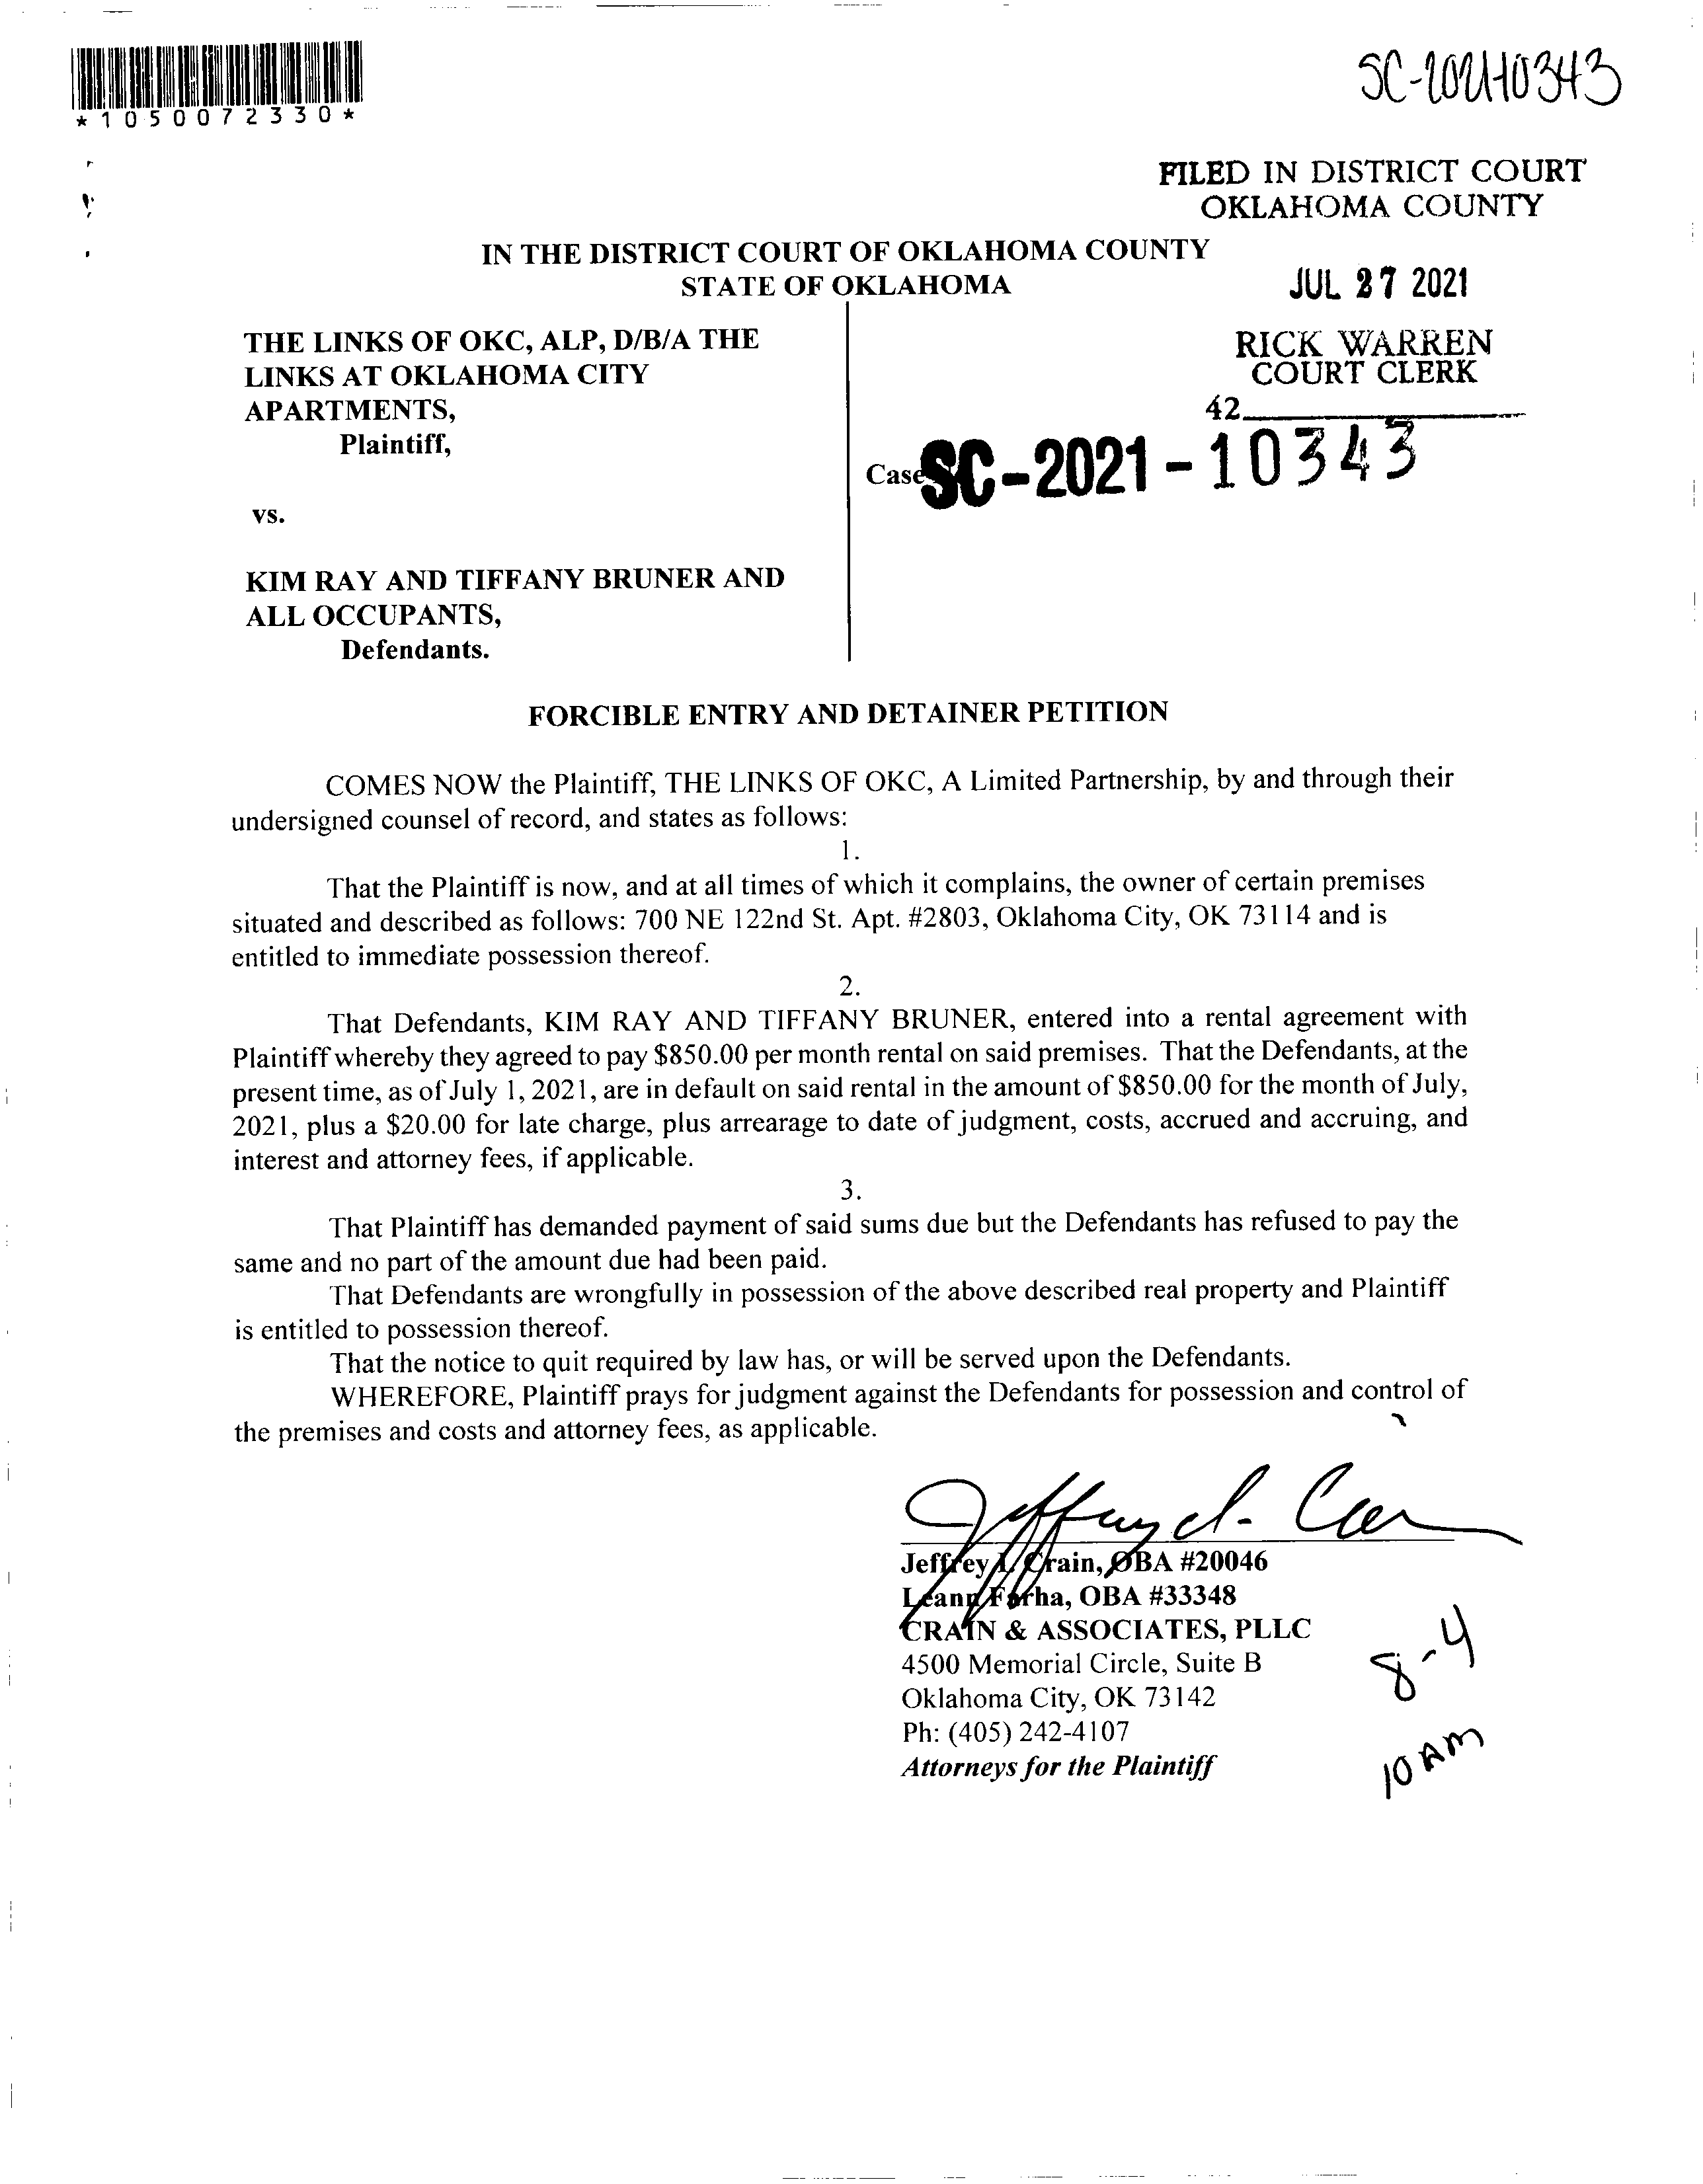 *1050072330*
SC-2021-10343
FILED IN DISTRICT COURT
OKLAHOMA COUNTY
IN THE DISTRICT COURT OF OKLAHOMA COUNTY
STATE OF OKLAHOMA
JUL 27 2021
THE LINKS OF OKC, ALP, D/B/A THE
LINKS AT OKLAHOMA CITY
APARTMENTS,
Plaintiff,
RICK WARREN
COURT CLERK
42
Case SC-2021-10343
vs.
KIM RAY AND TIFFANY BRUNER AND
ALL OCCUPANTS,
Defendants.
FORCIBLE ENTRY AND DETAINER PETITION
COMES NOW the Plaintiff, THE LINKS OF OKC, A Limited Partnership, by and through their
undersigned counsel of record, and states as follows:
1.
That the Plaintiff is now, and at all times of which it complains, the owner of certain premises
situated and described as follows: 700 NE 122nd St. Apt. #2803, Oklahoma City, OK 73114 and is
entitled to immediate possession thereof.
2.
That Defendants, KIM RAY AND TIFFANY BRUNER, entered into a rental agreement with
Plaintiff whereby they agreed to pay $850.00 per month rental on said premises. That the Defendants, at the
present time, as of July 1, 2021, are in default on said rental in the amount of $850.00 for the month of July,
2021, plus a $20.00 for late charge, plus arrearage to date of judgment, costs, accrued and accruing, and
interest and attorney fees, if applicable.
3.
That Plaintiff has demanded payment of said sums due but the Defendants has refused to pay the
same and no part of the amount due had been paid.
That Defendants are wrongfully in possession of the above described real property and Plaintiff
is entitled to possession thereof.
That the notice to quit required by law has, or will be served upon the Defendants.
WHEREFORE, Plaintiff prays for judgment against the Defendants for possession and control of
the premises and costs and attorney fees, as applicable.
Jeffrey I. Crain, OBA #20046
Leann Farha, OBA #33348
CRAIN & ASSOCIATES, PLLC
4500 Memorial Circle, Suite B
Oklahoma City, OK 73142
Ph: (405) 242-4107
Attorneys for the Plaintiff
8-4
10 AM